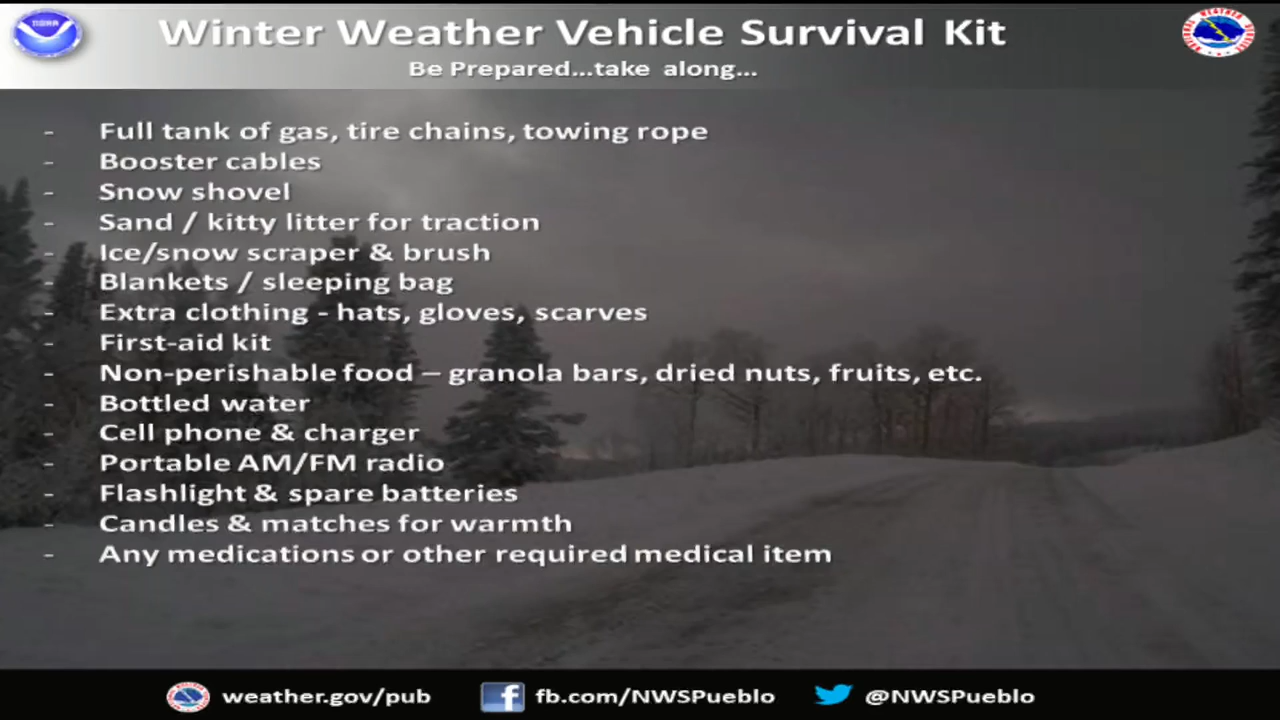 NOAA
Winter Weather Vehicle Survival Kit
Be Prepared...take along...
- Full tank of gas, tire chains, towing rope
- Booster cables
- Snow shovel
- Sand / kitty litter for traction
- Ice/snow scraper & brush
- Blankets / sleeping bag
- Extra clothing - hats, gloves, scarves
- First-aid kit
- Non-perishable food – granola bars, dried nuts, fruits, etc.
- Bottled water
- Cell phone & charger
- Portable AM/FM radio
- Flashlight & spare batteries
- Candles & matches for warmth
- Any medications or other required medical item
weather.gov/pub
fb.com/NWSPueblo
@NWSPueblo